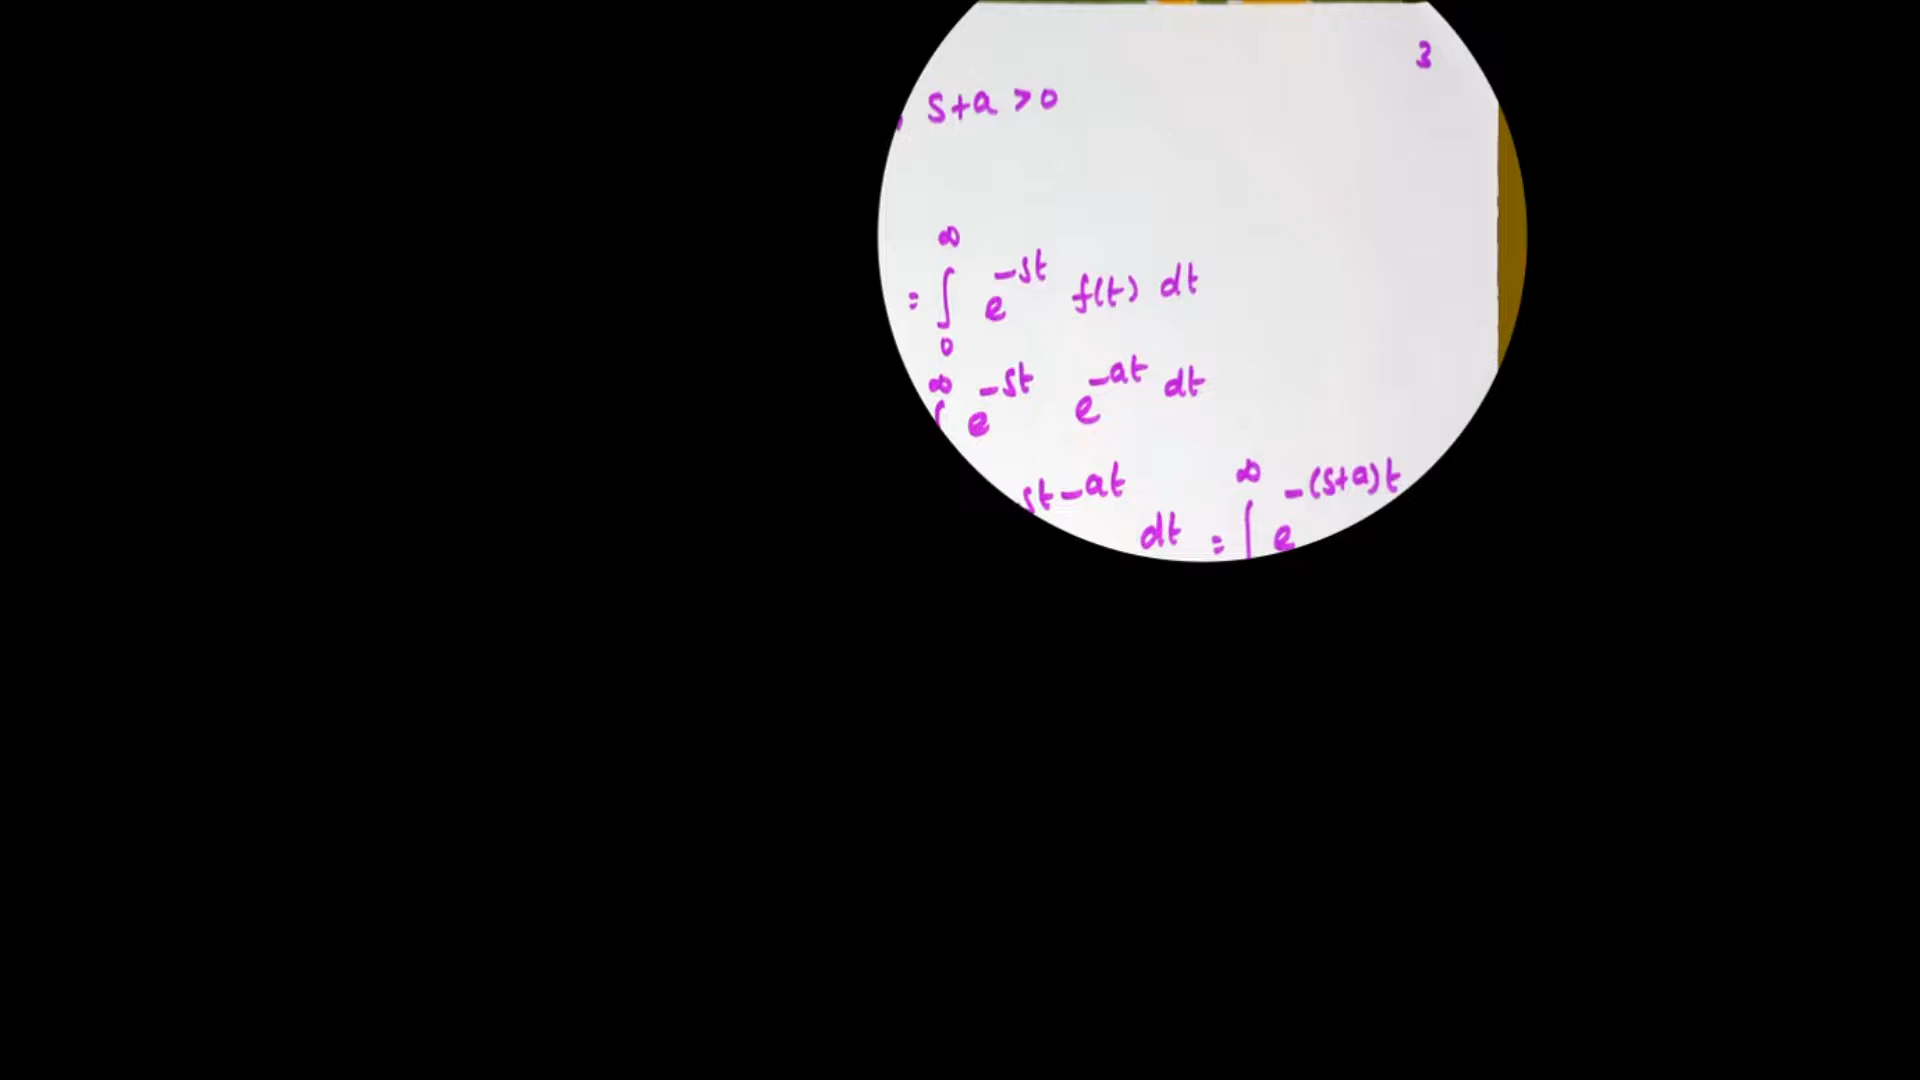 3
s+a >0
= ∫₀^∞ e^{-st} f(t) dt
∞ e^{-st} e^{-at} dt
st-at dt = ∫^∞ e^{-(s+a)t}